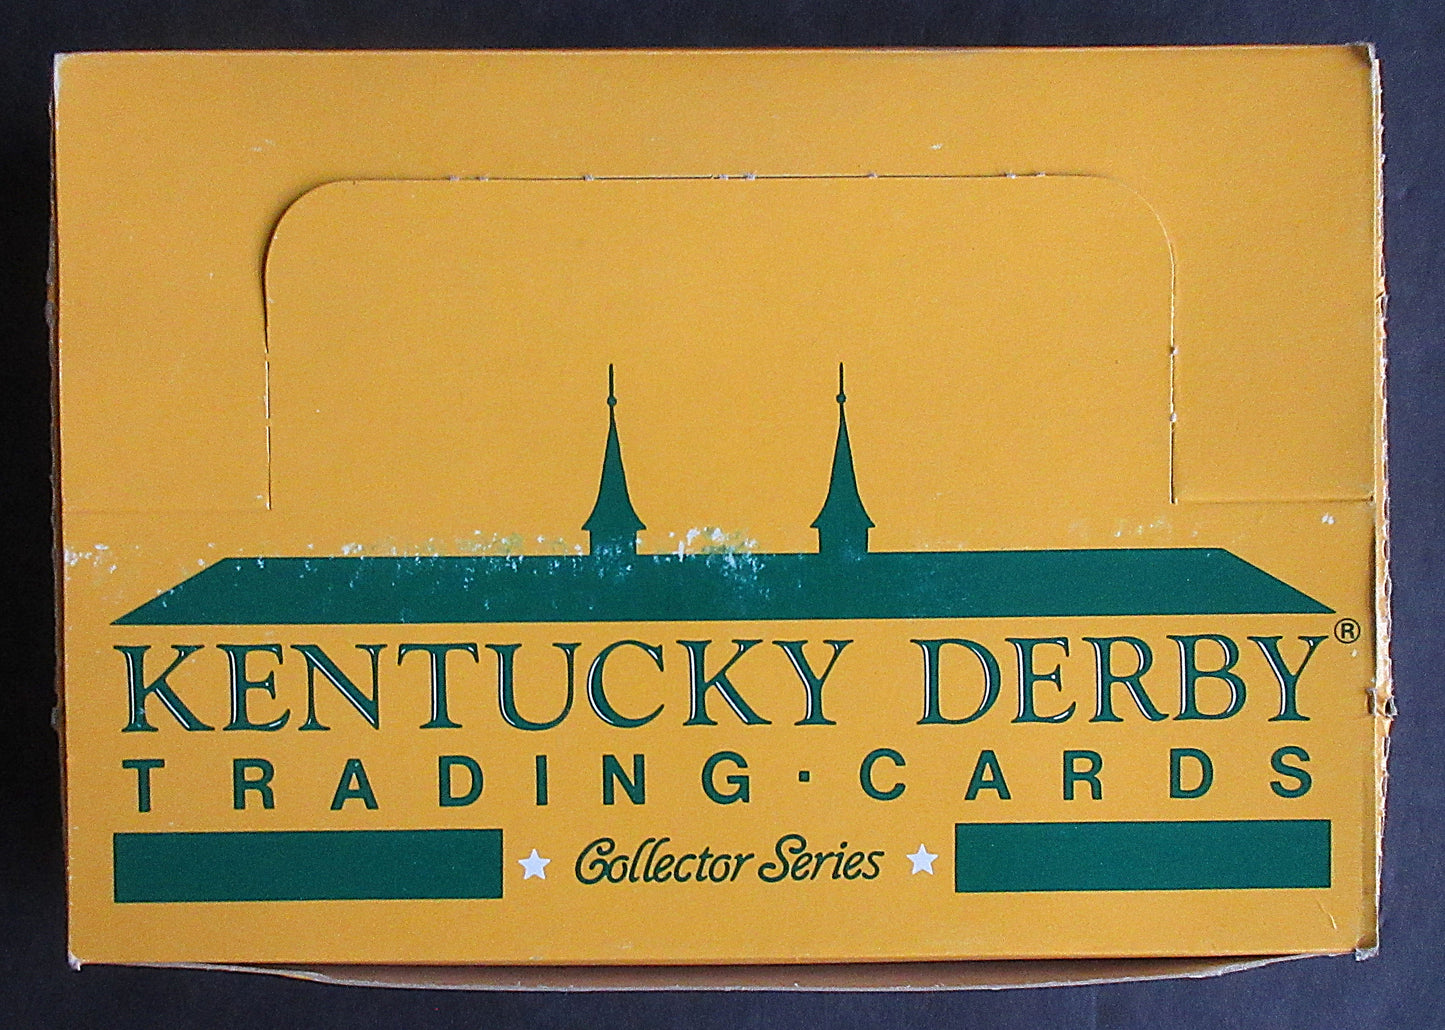 KENTUCKY DERBY®
TRADING·CARDS
Collector Series